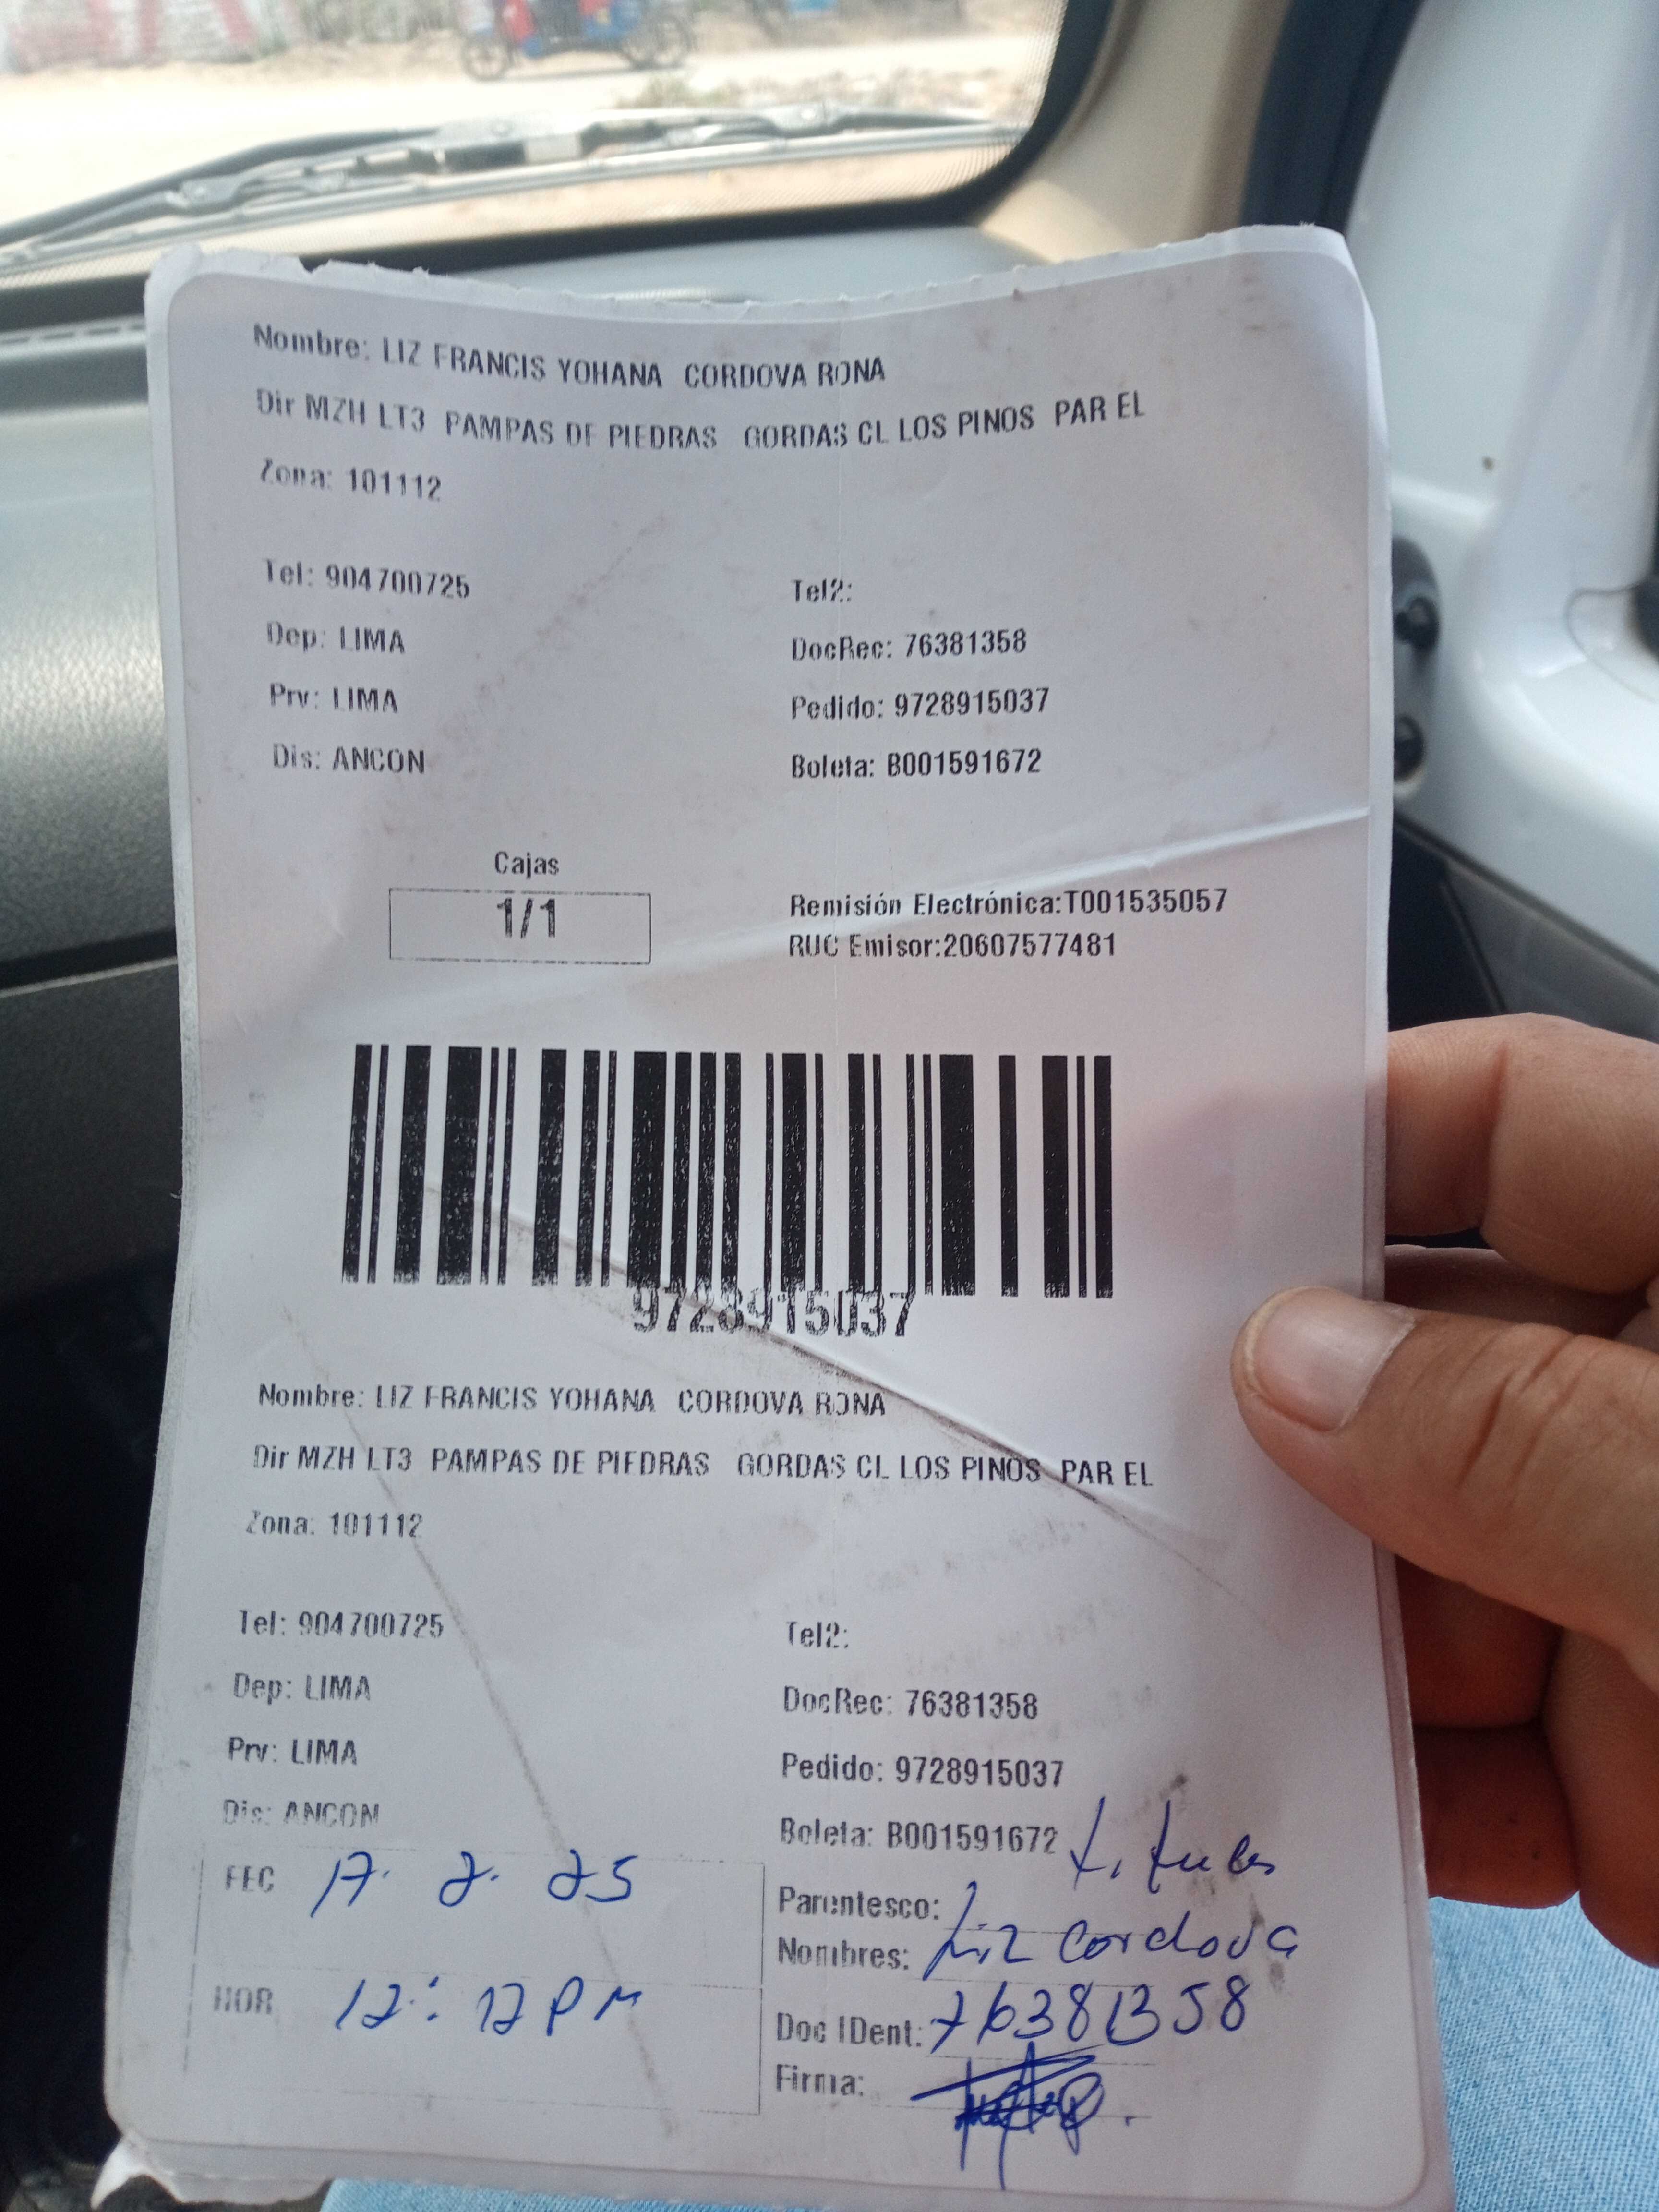 Nombre: LIZ FRANCIS YOHANA CORDOVA RONA
Dir MZH LT3 PAMPAS DE PIEDRAS GORDAS CL LOS PINOS PAR EL
Zona: 101112
Tel: 904700725 Tel2:
Dep: LIMA DocRec: 76381358
Prv: LIMA Pedido: 9728915037
Dis: ANCON Boleta: B001591672
Cajas
1/1
Remisión Electrónica:T001535057
RUC Emisor:20607577481
9728915037
Nombre: LIZ FRANCIS YOHANA CORDOVA RONA
Dir MZH LT3 PAMPAS DE PIEDRAS GORDAS CL LOS PINOS PAR EL
Zona: 101112
Tel: 904700725 Tel2:
Dep: LIMA DocRec: 76381358
Prv: LIMA Pedido: 9728915037
Dis: ANCON Boleta: B001591672
FEC 17. 2. 25
Parentesco:
Nombres: Liz Cordova
HOR 12:12 PM
Doc IDent: 76381358
Firma: